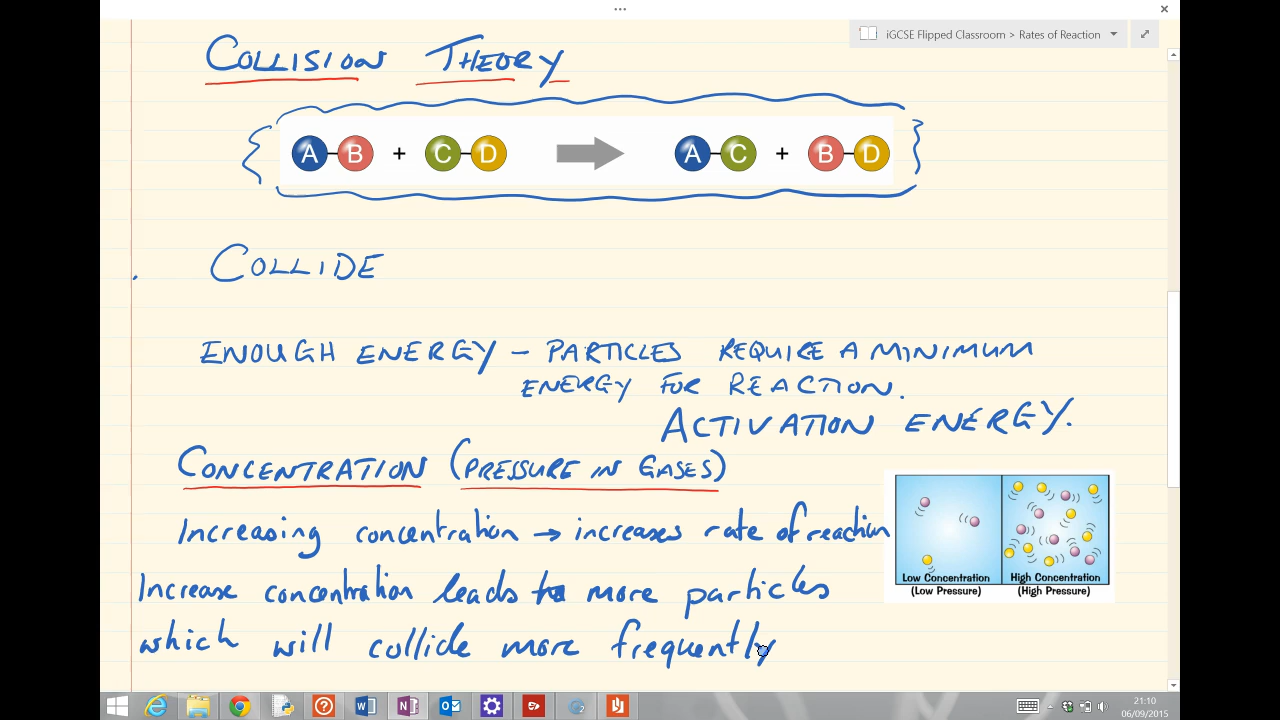 iGCSE Flipped Classroom > Rates of Reaction
COLLISION THEORY
A B + C D A C + B D
COLLIDE
ENOUGH ENERGY – PARTICLES REQUIRE A MINIMUM
ENERGY FOR REACTION.
ACTIVATION ENERGY.
CONCENTRATION (PRESSURE IN GASES)
Increasing concentration → increases rate of reaction
Increase concentration leads to more particles
which will collide more frequently
Low Concentration
(Low Pressure)
High Concentration
(High Pressure)
21:10
06/09/2015